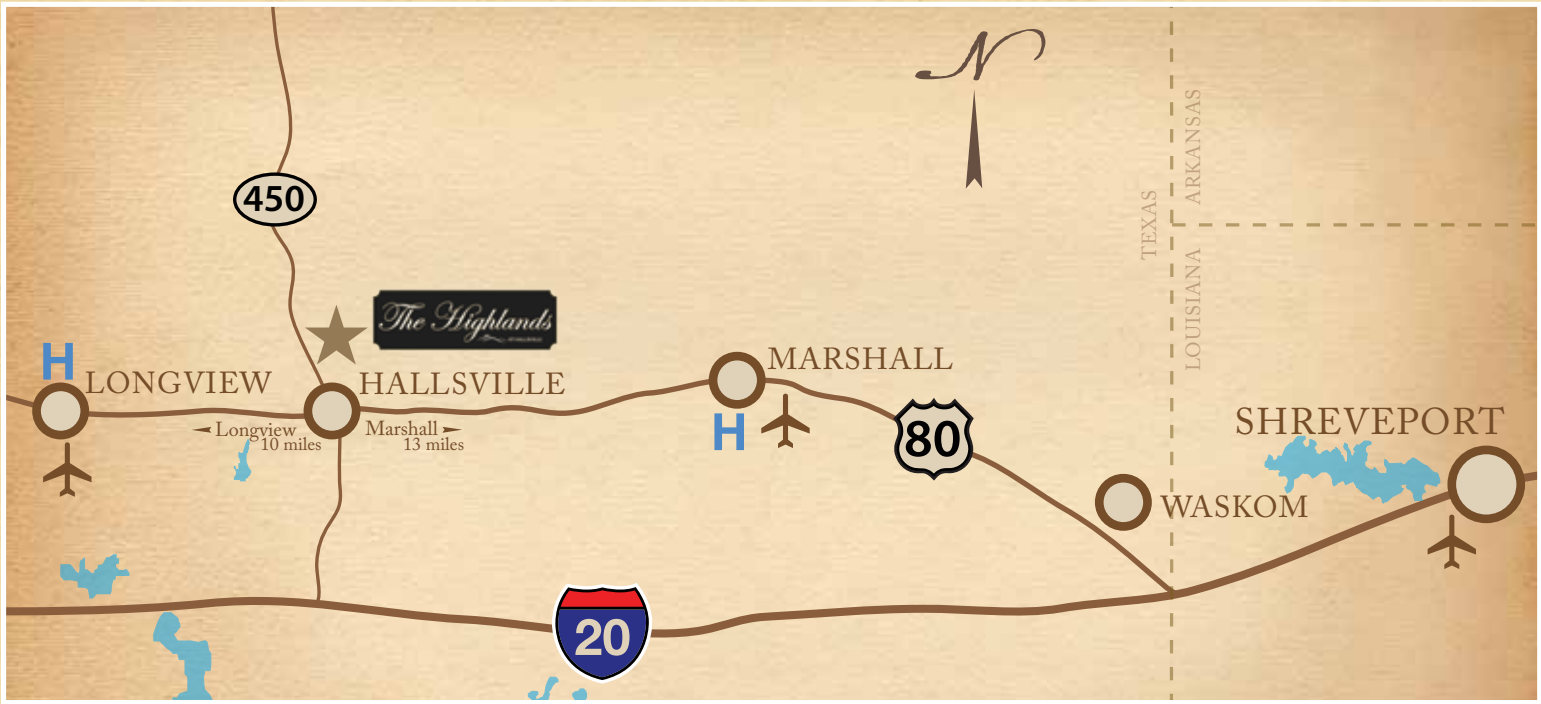 N
ARKANSAS
450
TEXAS
LOUISIANA
The Highlands
H
LONGVIEW
HALLSVILLE
MARSHALL
Longview
10 miles
Marshall
13 miles
H
80
SHREVEPORT
WASKOM
20